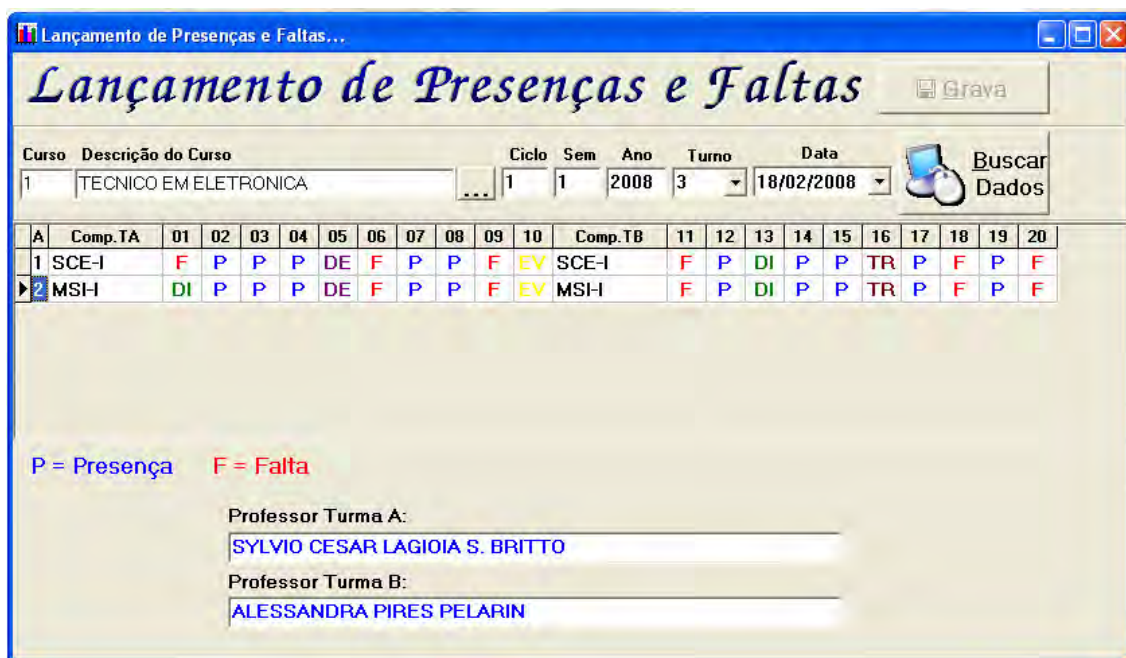 Lançamento de Presenças e Faltas...
Lançamento de Presenças e Faltas
Grava
Curso Descrição do Curso Ciclo Sem Ano Turno Data
1 TECNICO EM ELETRONICA ... 1 1 2008 3 18/02/2008
Buscar
Dados
A Comp.TA 01 02 03 04 05 06 07 08 09 10 Comp.TB 11 12 13 14 15 16 17 18 19 20
1 SCE-I F P P P DE F P P F EV SCE-I F P DI P P TR P F P F
2 MSI-I DI P P P DE F P P F EV MSI-I F P DI P P TR P F P F
P = Presença F = Falta
Professor Turma A:
SYLVIO CESAR LAGIOIA S. BRITTO
Professor Turma B:
ALESSANDRA PIRES PELARIN